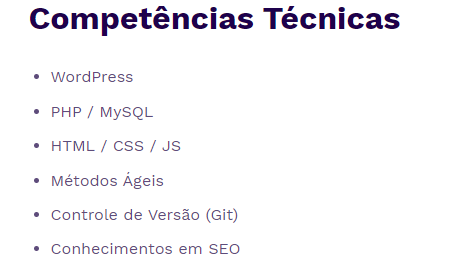 Competências Técnicas
• WordPress
• PHP / MySQL
• HTML / CSS / JS
• Métodos Ágeis
• Controle de Versão (Git)
• Conhecimentos em SEO